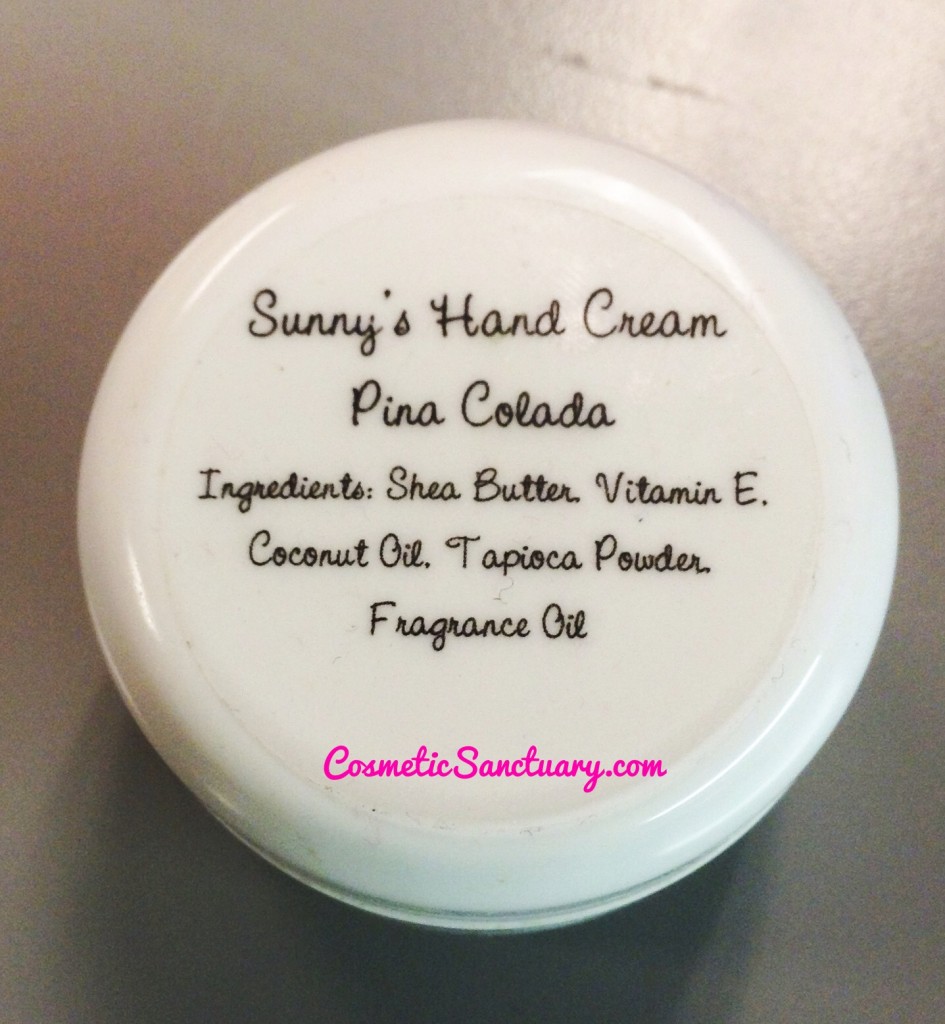 Sunny's Hand Cream
Pina Colada
Ingredients: Shea Butter, Vitamin E,
Coconut Oil, Tapioca Powder,
Fragrance Oil
CosmeticSanctuary.com